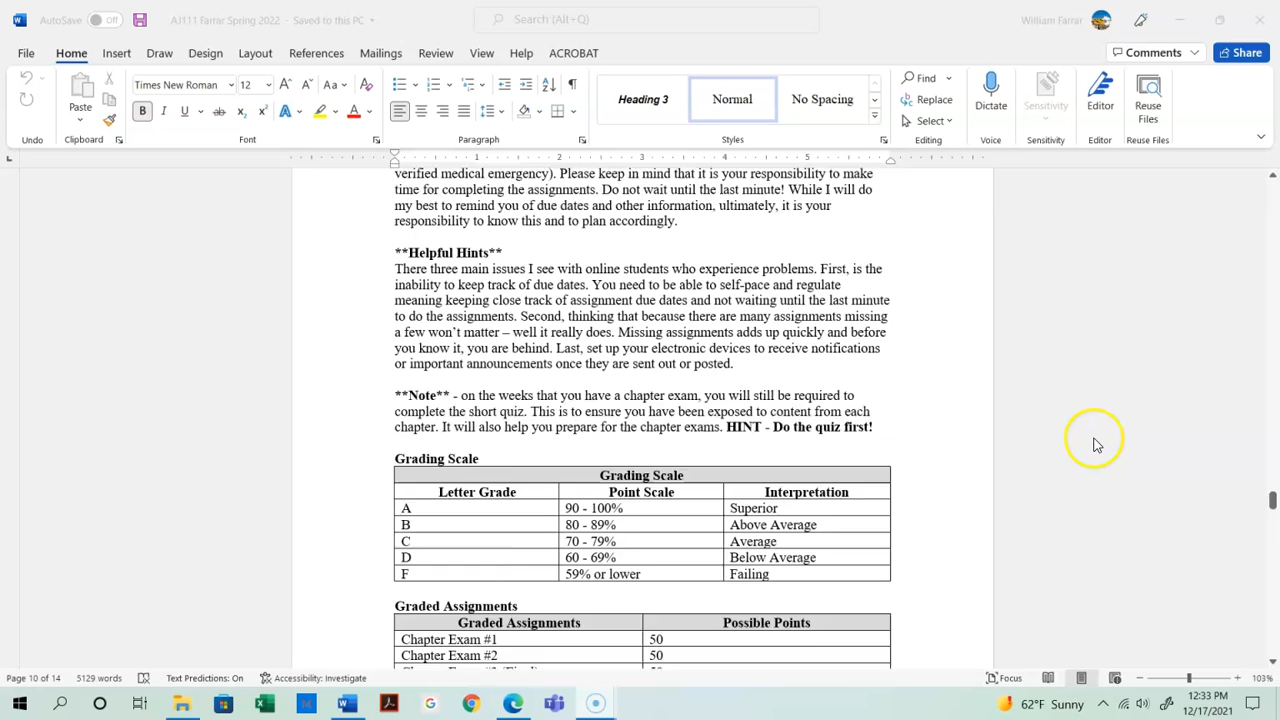 AutoSave Off AJ111 Farrar Spring 2022 - Saved to this PC Search (Alt+Q) William Farrar
File Home Insert Draw Design Layout References Mailings Review View Help ACROBAT Comments Share
Times New Roman 12 Aa Heading 3 Normal No Spacing Find Replace Select
Paste Dictate Sensitivity Editor Reuse Files
Undo Clipboard Font Paragraph Styles Editing Voice Sensitivity Editor Reuse Files
1 2 3 4 5
verified medical emergency). Please keep in mind that it is your responsibility to make
time for completing the assignments. Do not wait until the last minute! While I will do
my best to remind you of due dates and other information, ultimately, it is your
responsibility to know this and to plan accordingly.
**Helpful Hints**
There three main issues I see with online students who experience problems. First, is the
inability to keep track of due dates. You need to be able to self-pace and regulate
meaning keeping close track of assignment due dates and not waiting until the last minute
to do the assignments. Second, thinking that because there are many assignments missing
a few won't matter – well it really does. Missing assignments adds up quickly and before
you know it, you are behind. Last, set up your electronic devices to receive notifications
or important announcements once they are sent out or posted.
**Note** - on the weeks that you have a chapter exam, you will still be required to
complete the short quiz. This is to ensure you have been exposed to content from each
chapter. It will also help you prepare for the chapter exams. HINT - Do the quiz first!
Grading Scale
Grading Scale
Letter Grade Point Scale Interpretation
A 90 - 100% Superior
B 80 - 89% Above Average
C 70 - 79% Average
D 60 - 69% Below Average
F 59% or lower Failing
Graded Assignments
Graded Assignments Possible Points
Chapter Exam #1 50
Chapter Exam #2 50
Page 10 of 14 5129 words Text Predictions: On Accessibility: Investigate Focus 103%
62°F Sunny 12:33 PM
12/17/2021